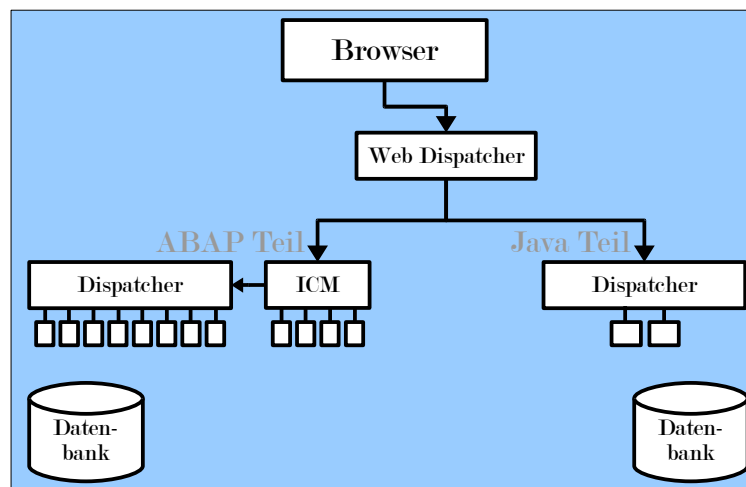 Browser
Web Dispatcher
ABAP Teil
Java Teil
Dispatcher
ICM
Dispatcher
Daten-
bank
Daten-
bank